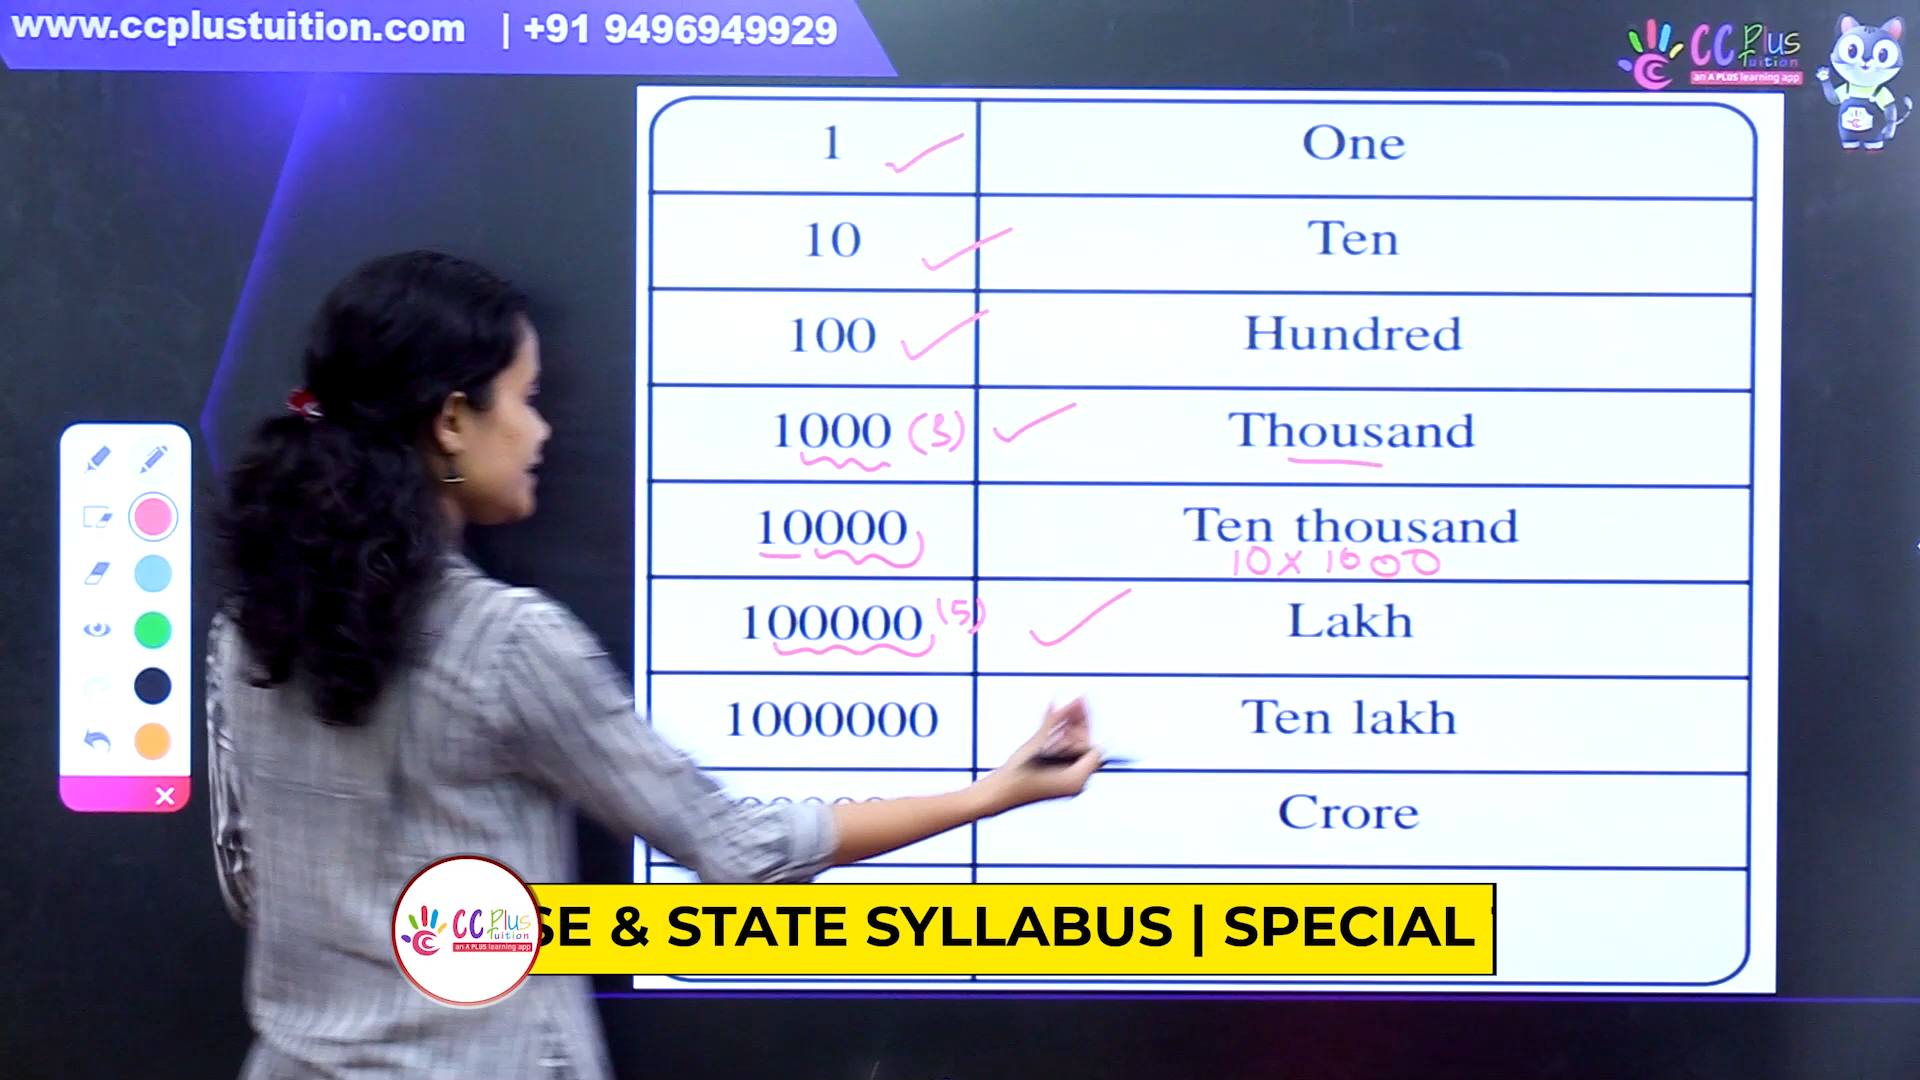 www.ccplustuition.com | +91 9496949929
CC Plus
Tuition
an A PLUS learning app
1 One
10 Ten
100 Hundred
1000 (3) Thousand
10000 Ten thousand
10 x 1000
100000 (5) Lakh
1000000 Ten lakh
Crore
CC Plus
Tuition
an A PLUS learning app
SE & STATE SYLLABUS | SPECIAL